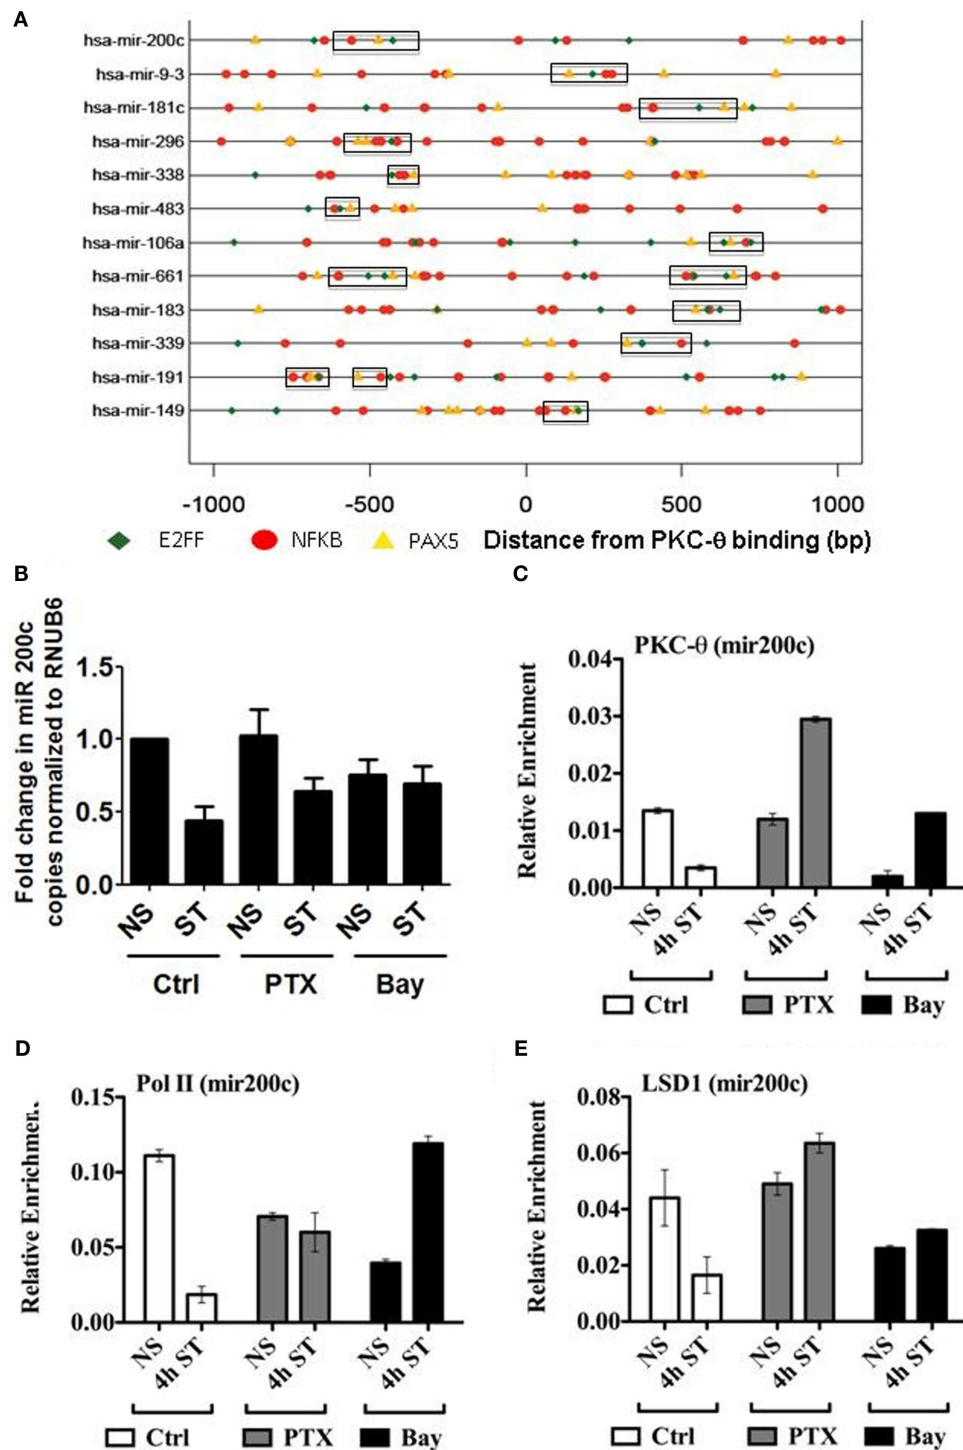 A
hsa-mir-200c
hsa-mir-9-3
hsa-mir-181c
hsa-mir-296
hsa-mir-338
hsa-mir-483
hsa-mir-106a
hsa-mir-661
hsa-mir-183
hsa-mir-339
hsa-mir-191
hsa-mir-149
-1000 -500 0 500 1000
E2FF NFKB PAX5 Distance from PKC-θ binding (bp)
B
Fold change in miR 200c
copies normalized to RNUB6
1.5
1.0
0.5
0.0
NS ST NS ST NS ST
Ctrl PTX Bay
C
PKC-θ (mir200c)
Relative Enrichment
0.04
0.03
0.02
0.01
0.00
NS 4h ST NS 4h ST NS 4h ST
Ctrl PTX Bay
D
Pol II (mir200c)
Relative
0.15
0.10
0.05
0.00
NS 4h ST NS 4h ST NS 4h ST
Ctrl PTX Bay
E
LSD1 (mir200c)
Relative Enrichment
0.08
0.06
0.04
0.02
0.00
NS 4h ST NS 4h ST NS 4h ST
Ctrl PTX Bay